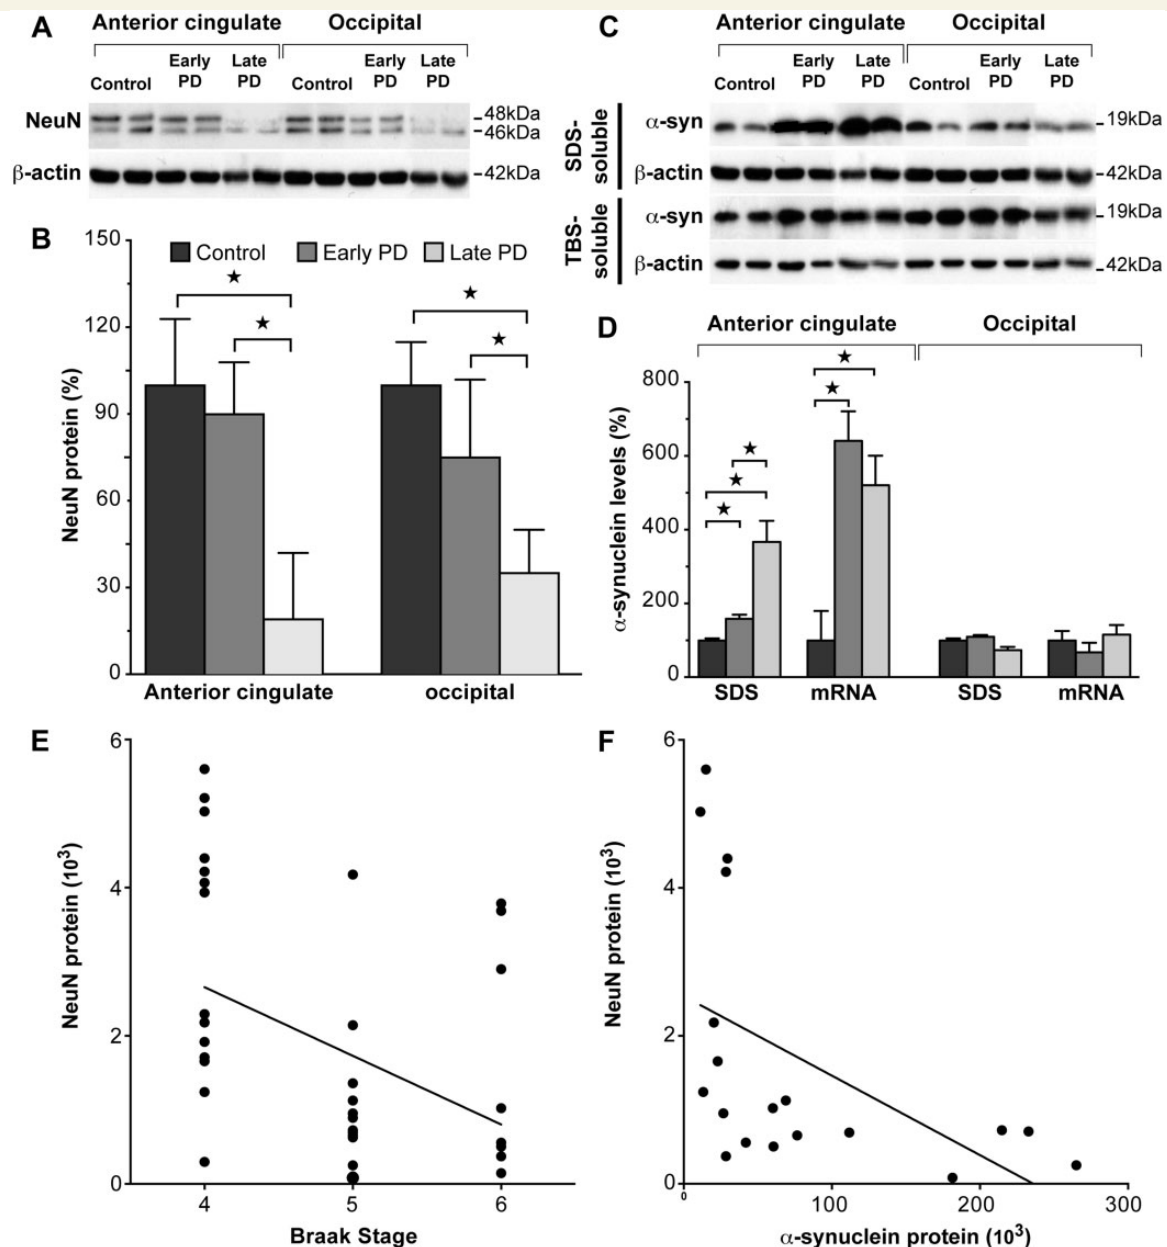 A
Anterior cingulate
Occipital
Control
Early PD
Late PD
Control
Early PD
Late PD
NeuN
48kDa
46kDa
β-actin
42kDa
C
Anterior cingulate
Occipital
Control
Early PD
Late PD
Control
Early PD
Late PD
SDS-soluble
α-syn
19kDa
β-actin
42kDa
TBS-soluble
α-syn
19kDa
β-actin
42kDa
B
NeuN protein (%)
150
120
90
60
30
0
Control
Early PD
Late PD
★
★
★
★
Anterior cingulate
occipital
D
Anterior cingulate
Occipital
α-synuclein levels (%)
800
600
400
200
0
★
★
★
★
★
SDS
mRNA
SDS
mRNA
E
NeuN protein (10³)
6
4
2
0
4
5
6
Braak Stage
F
NeuN protein (10³)
6
4
2
0
0
100
200
300
α-synuclein protein (10³)